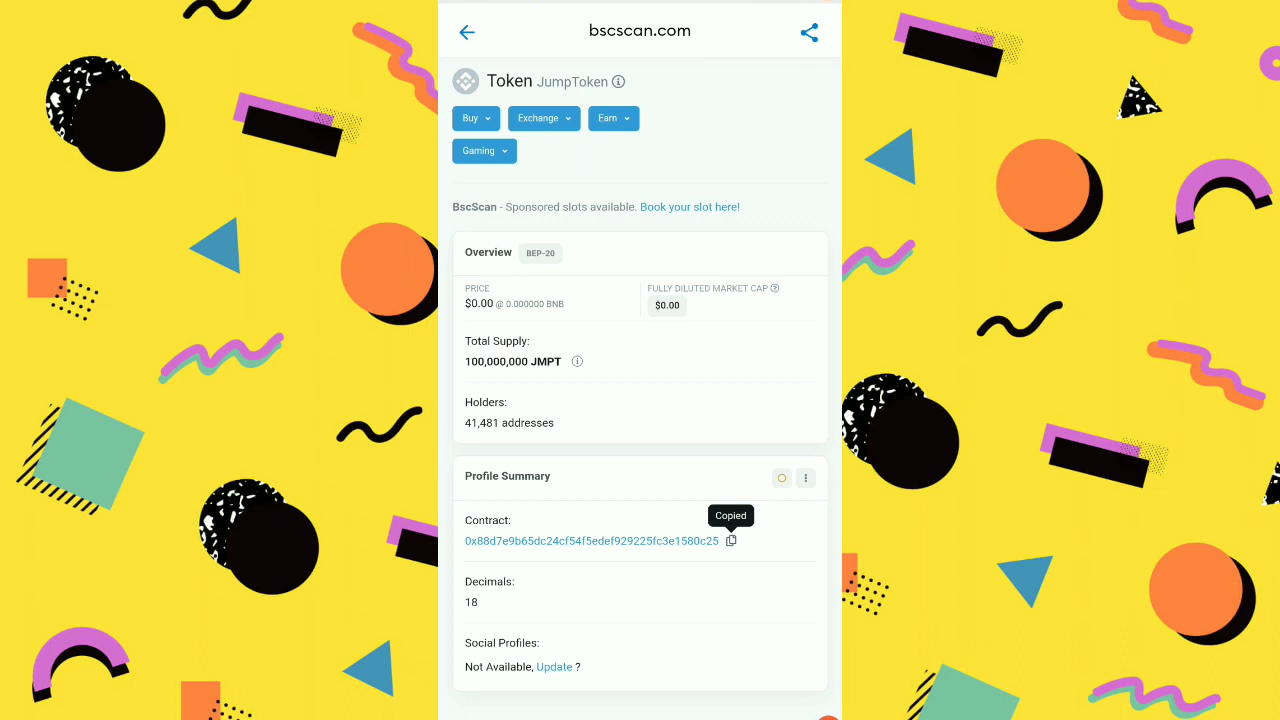 bscscan.com
Token JumpToken
Buy Exchange Earn
Gaming
BscScan - Sponsored slots available. Book your slot here!
Overview BEP-20
PRICE
$0.00 @ 0.000000 BNB
FULLY DILUTED MARKET CAP
$0.00
Total Supply:
100,000,000 JMPT
Holders:
41,481 addresses
Profile Summary
Contract:
Copied
0x88d7e9b65dc24cf54f5edef929225fc3e1580c25
Decimals:
18
Social Profiles:
Not Available, Update ?